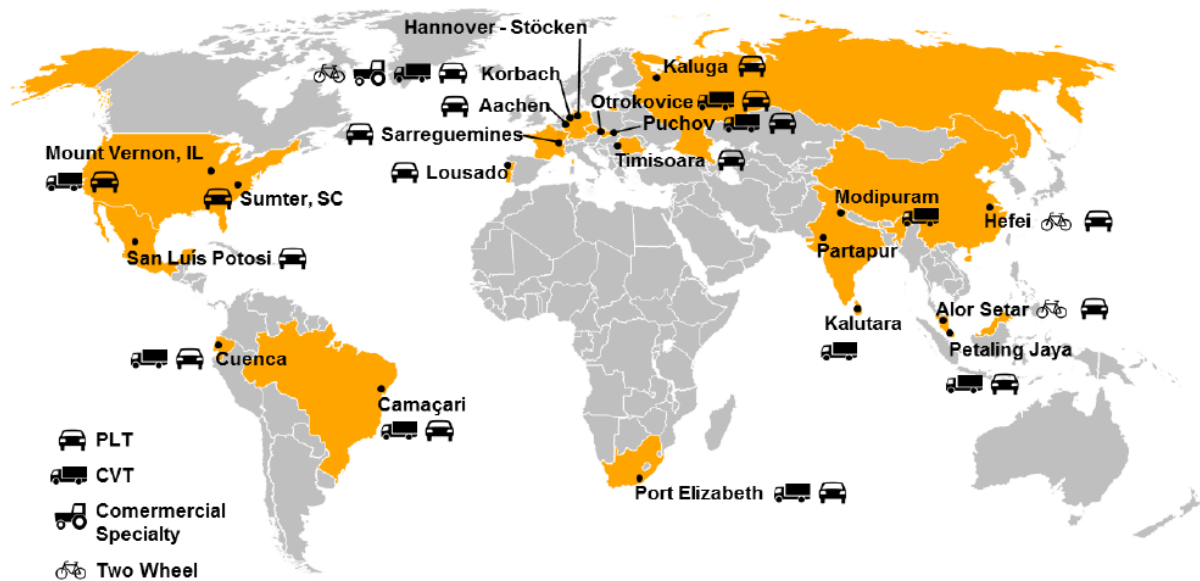 Hannover - Stöcken
Korbach
Aachen
Sarreguemines
Lousado
Kaluga
Otrokovice
Puchov
Timisoara
Mount Vernon, IL
Sumter, SC
San Luís Potosi
Modipuram
Hefei
Partapur
Kalutara
Alor Setar
Petaling Jaya
Cuenca
Camaçari
Port Elizabeth
PLT
CVT
Comermercial
Specialty
Two Wheel